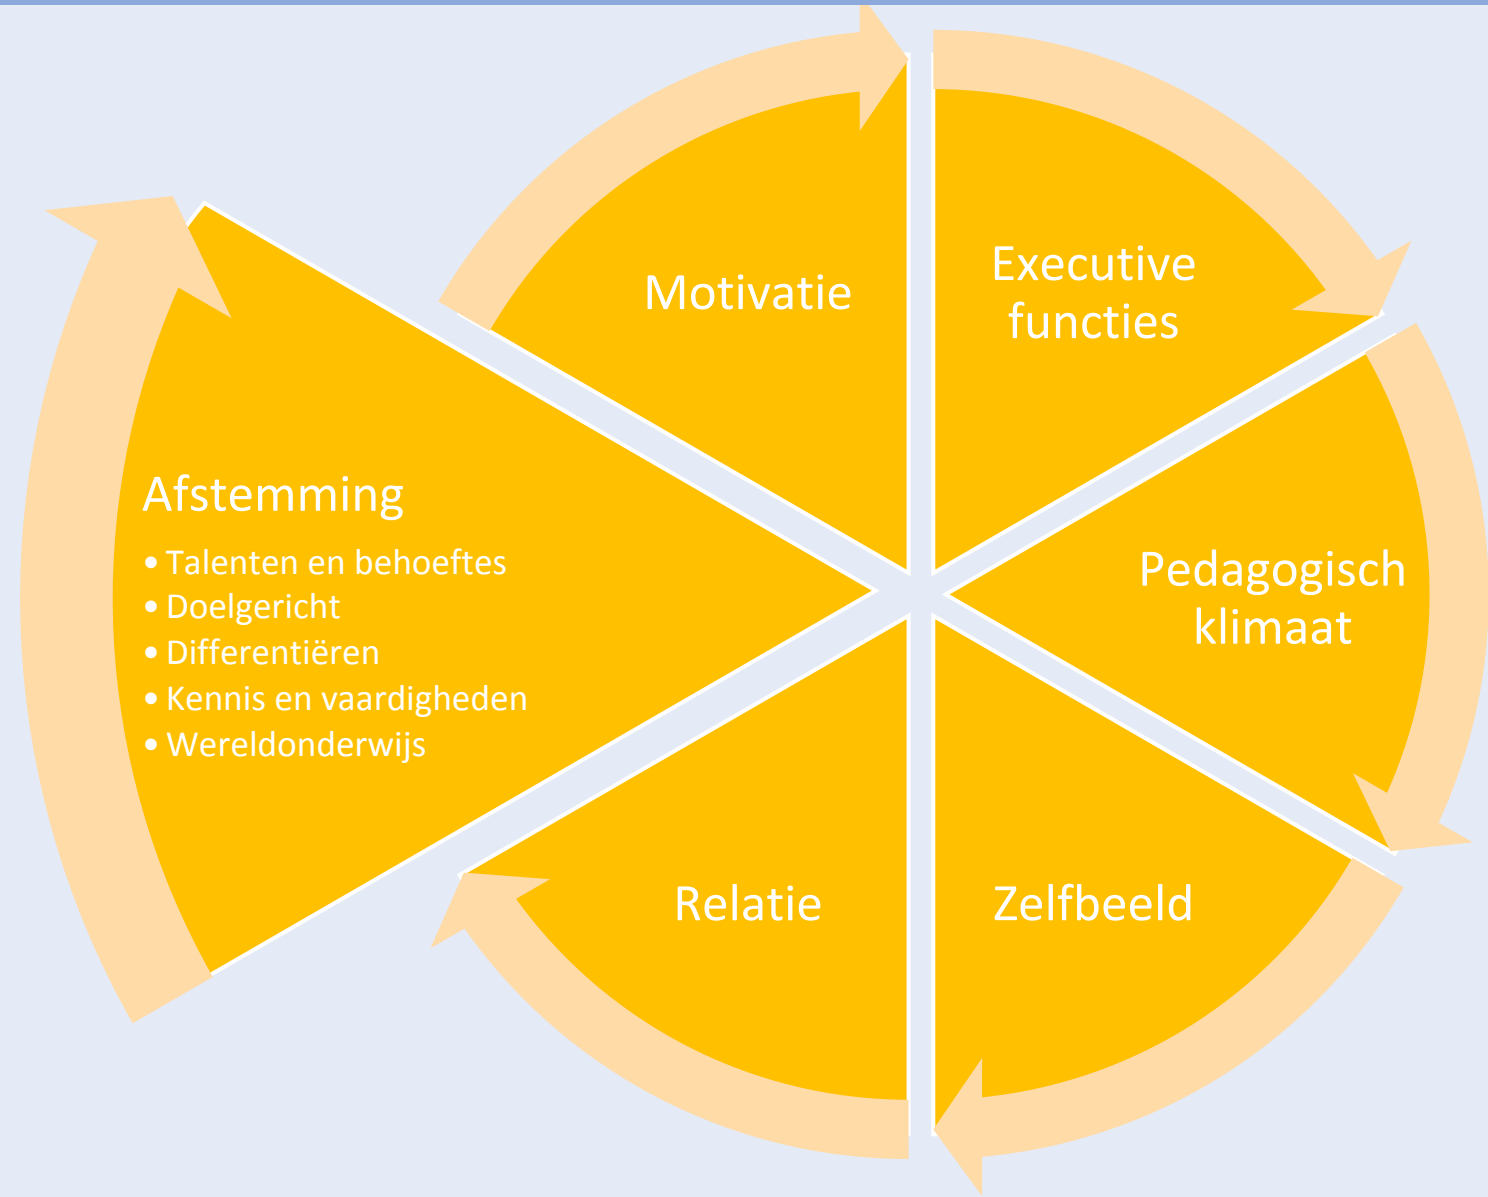 Motivatie
Executive
functies
Afstemming
• Talenten en behoeftes
• Doelgericht
• Differentiëren
• Kennis en vaardigheden
• Wereldonderwijs
Pedagogisch
klimaat
Relatie
Zelfbeeld